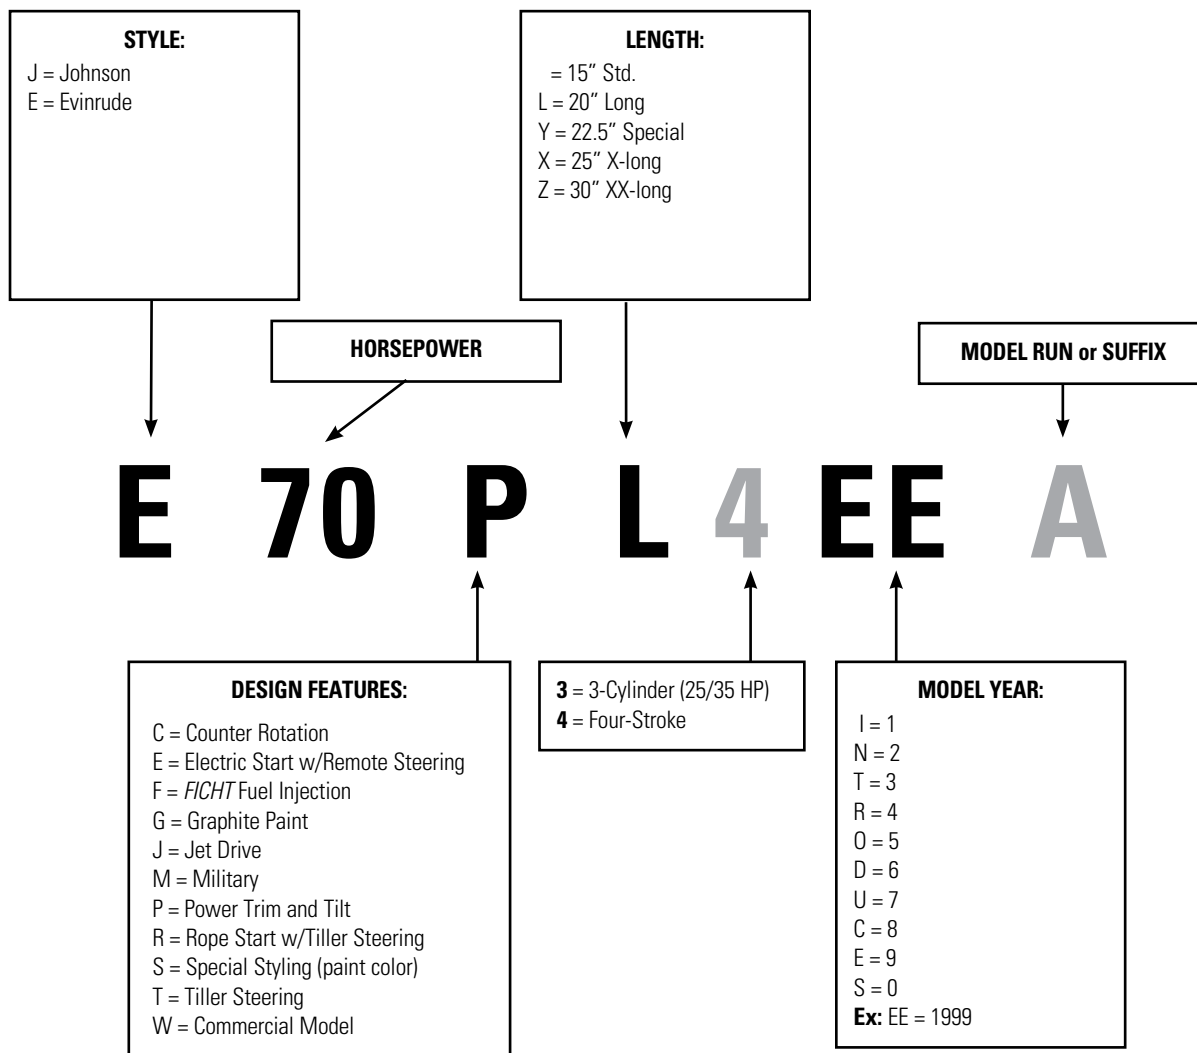 STYLE:
J = Johnson
E = Evinrude
LENGTH:
= 15” Std.
L = 20” Long
Y = 22.5” Special
X = 25” X-long
Z = 30” XX-long
HORSEPOWER
MODEL RUN or SUFFIX
E 70 P L 4 EE A
DESIGN FEATURES:
C = Counter Rotation
E = Electric Start w/Remote Steering
F = FICHT Fuel Injection
G = Graphite Paint
J = Jet Drive
M = Military
P = Power Trim and Tilt
R = Rope Start w/Tiller Steering
S = Special Styling (paint color)
T = Tiller Steering
W = Commercial Model
3 = 3-Cylinder (25/35 HP)
4 = Four-Stroke
MODEL YEAR:
I = 1
N = 2
T = 3
R = 4
O = 5
D = 6
U = 7
C = 8
E = 9
S = 0
Ex: EE = 1999